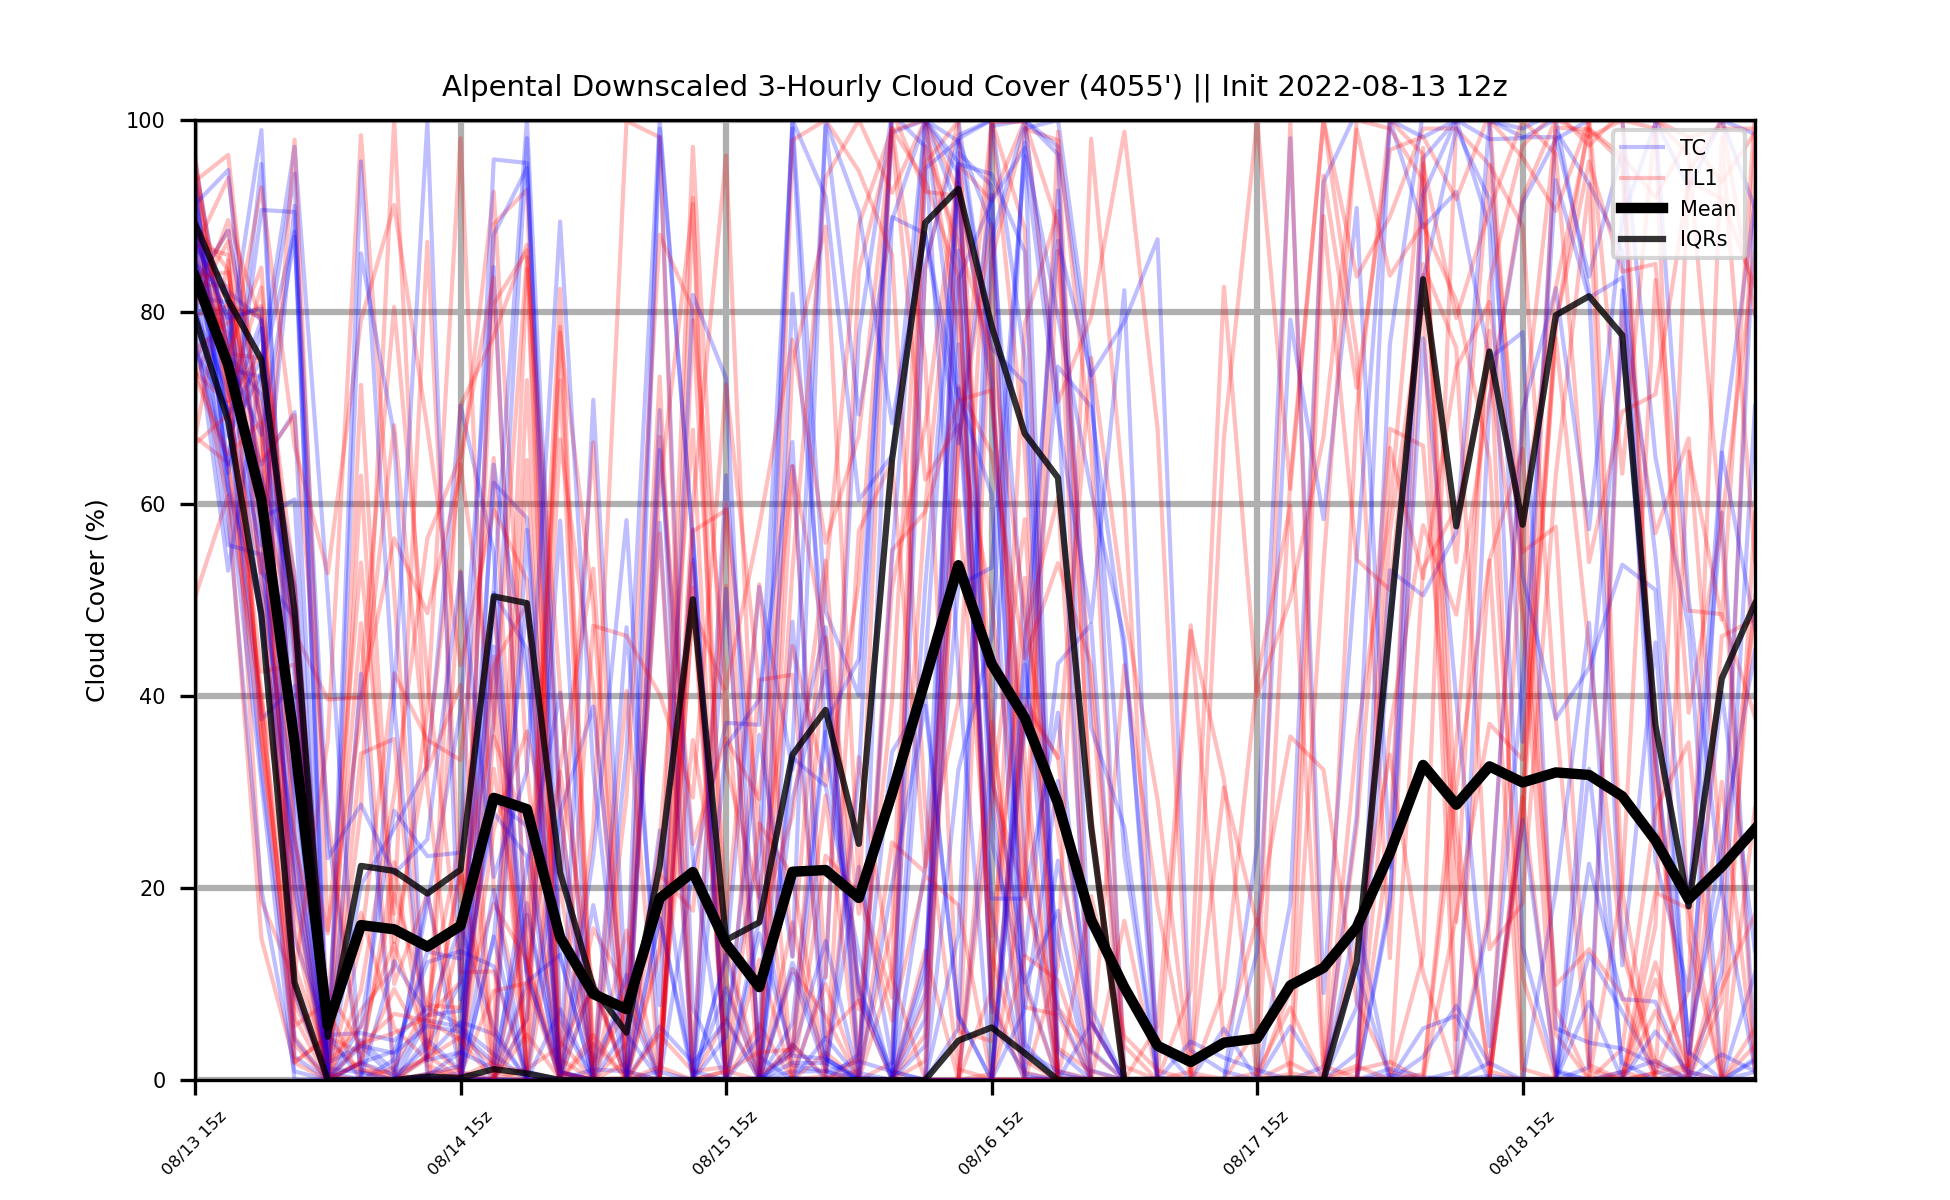 Alpental Downscaled 3-Hourly Cloud Cover (4055') || Init 2022-08-13 12z
100
80
60
40
20
0
Cloud Cover (%)
TC
TL1
Mean
IQRs
08/13 15z
08/14 15z
08/15 15z
08/16 15z
08/17 15z
08/18 15z